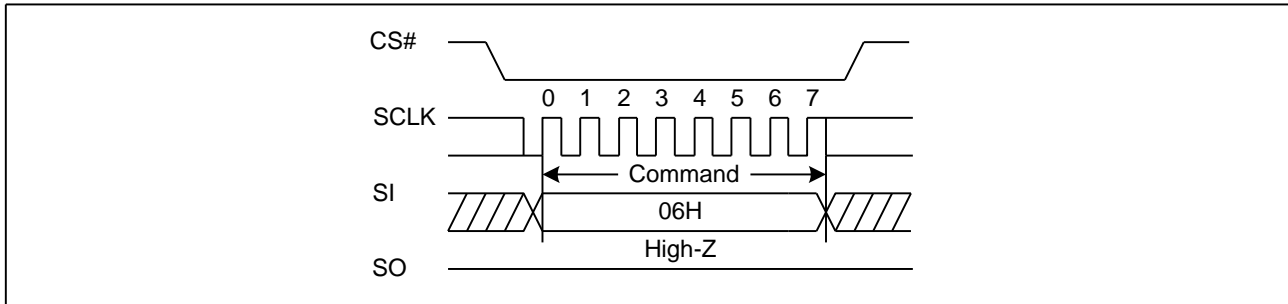 CS#
0 1 2 3 4 5 6 7
SCLK
Command
SI
06H
High-Z
SO